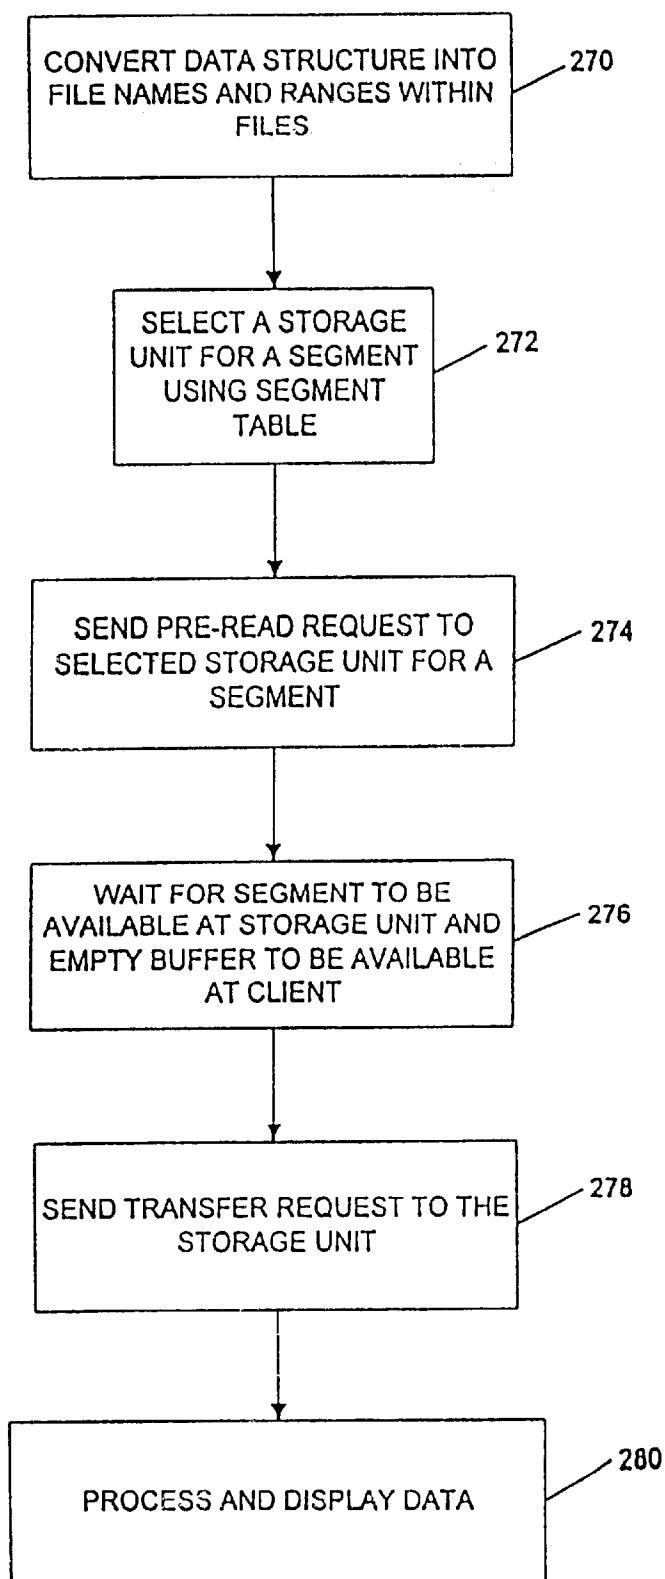 CONVERT DATA STRUCTURE INTO
FILE NAMES AND RANGES WITHIN
FILES
270
SELECT A STORAGE
UNIT FOR A SEGMENT
USING SEGMENT
TABLE
272
SEND PRE-READ REQUEST TO
SELECTED STORAGE UNIT FOR A
SEGMENT
274
WAIT FOR SEGMENT TO BE
AVAILABLE AT STORAGE UNIT AND
EMPTY BUFFER TO BE AVAILABLE
AT CLIENT
276
SEND TRANSFER REQUEST TO THE
STORAGE UNIT
278
PROCESS AND DISPLAY DATA
280